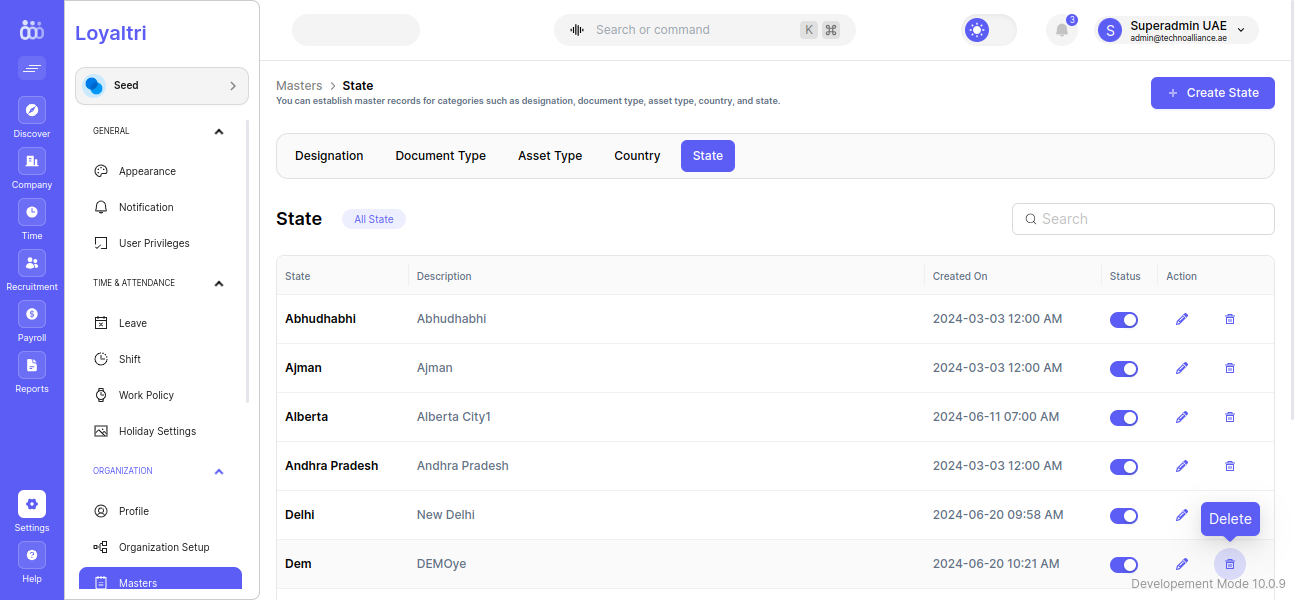 Loyaltri
Search or command
K
⌘
3
S
Superadmin UAE
admin@technoalliance.ae
Seed
Discover
Company
Time
Recruitment
Payroll
Reports
Settings
Help
GENERAL
Appearance
Notification
User Privileges
TIME & ATTENDANCE
Leave
Shift
Work Policy
Holiday Settings
ORGANIZATION
Profile
Organization Setup
Masters
Masters > State
You can establish master records for categories such as designation, document type, asset type, country, and state.
+ Create State
Designation Document Type Asset Type Country State
State All State
Search
State Description Created On Status Action
Abhudhabhi Abhudhabhi 2024-03-03 12:00 AM
Ajman Ajman 2024-03-03 12:00 AM
Alberta Alberta City1 2024-06-11 07:00 AM
Andhra Pradesh Andhra Pradesh 2024-03-03 12:00 AM
Delhi New Delhi 2024-06-20 09:58 AM
Delete
Dem DEMOye 2024-06-20 10:21 AM
Developement Mode 10.0.9